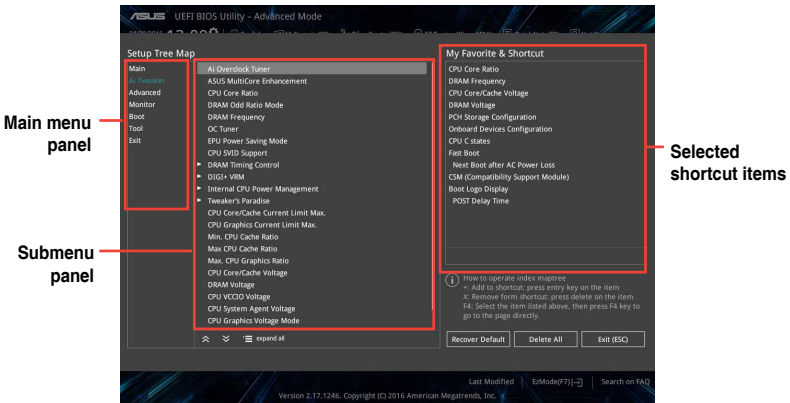 ASUS UEFI BIOS Utility – Advanced Mode
Setup Tree Map
Main
Ai Tweaker
Advanced
Monitor
Boot
Tool
Exit
Ai Overclock Tuner
ASUS MultiCore Enhancement
CPU Core Ratio
DRAM Odd Ratio Mode
DRAM Frequency
OC Tuner
EPU Power Saving Mode
CPU SVID Support
DRAM Timing Control
DIGI+ VRM
Internal CPU Power Management
Tweaker's Paradise
CPU Core/Cache Current Limit Max.
CPU Graphics Current Limit Max.
Min. CPU Cache Ratio
Max CPU Cache Ratio
Max. CPU Graphics Ratio
CPU Core/Cache Voltage
DRAM Voltage
CPU VCCIO Voltage
CPU System Agent Voltage
CPU Graphics Voltage Mode
expand all
My Favorite & Shortcut
CPU Core Ratio
DRAM Frequency
CPU Core/Cache Voltage
DRAM Voltage
PCH Storage Configuration
Onboard Devices Configuration
CPU C states
Fast Boot
Next Boot after AC Power Loss
CSM (Compatibility Support Module)
Boot Logo Display
POST Delay Time
How to operate index maptree
+: Add to shortcut: press entry key
on the item
X: Remove form shortcut: press delete on the item
F4: Select the item listed above, then press F4 key to
go to the page directly.
Recover Default
Delete All
Exit (ESC)
Last Modified
EzMode(F7)
Search on FAQ
Version 2.17.1246. Copyright (C) 2016 American Megatrends, Inc.
Main menu
panel
Submenu
panel
Selected
shortcut items